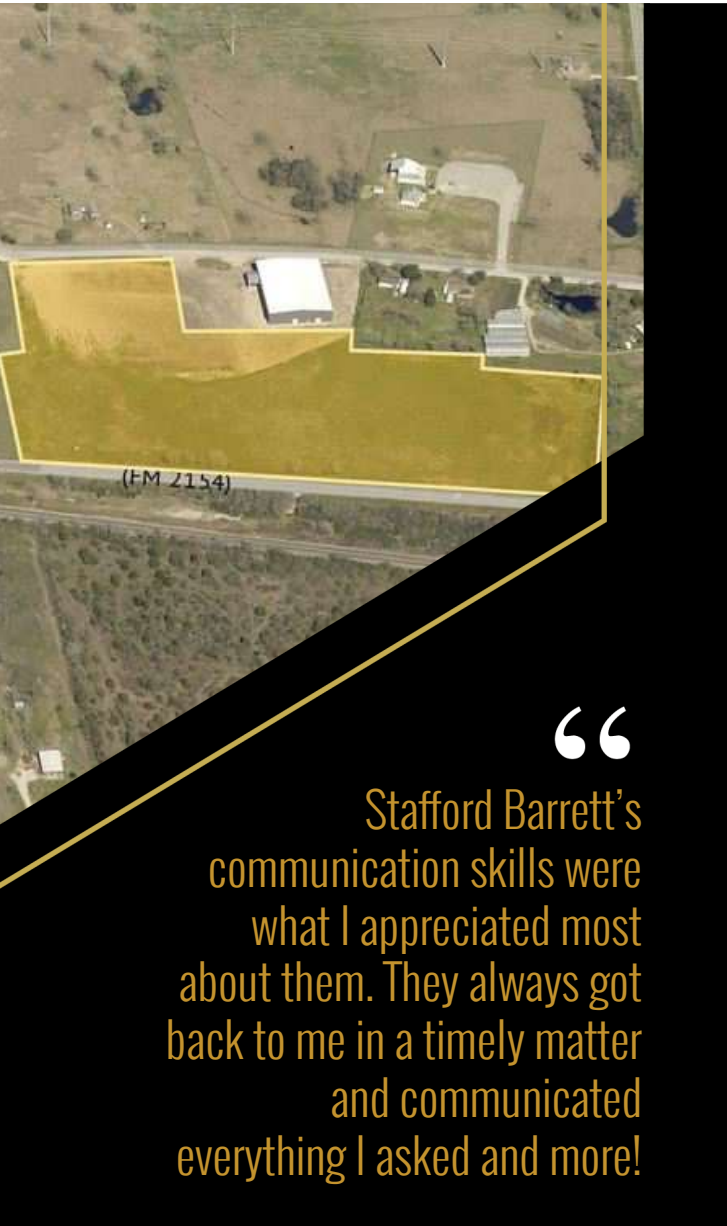 (FM 2154)
“
Stafford Barrett’s
communication skills were
what I appreciated most
about them. They always got
back to me in a timely matter
and communicated
everything I asked and more!